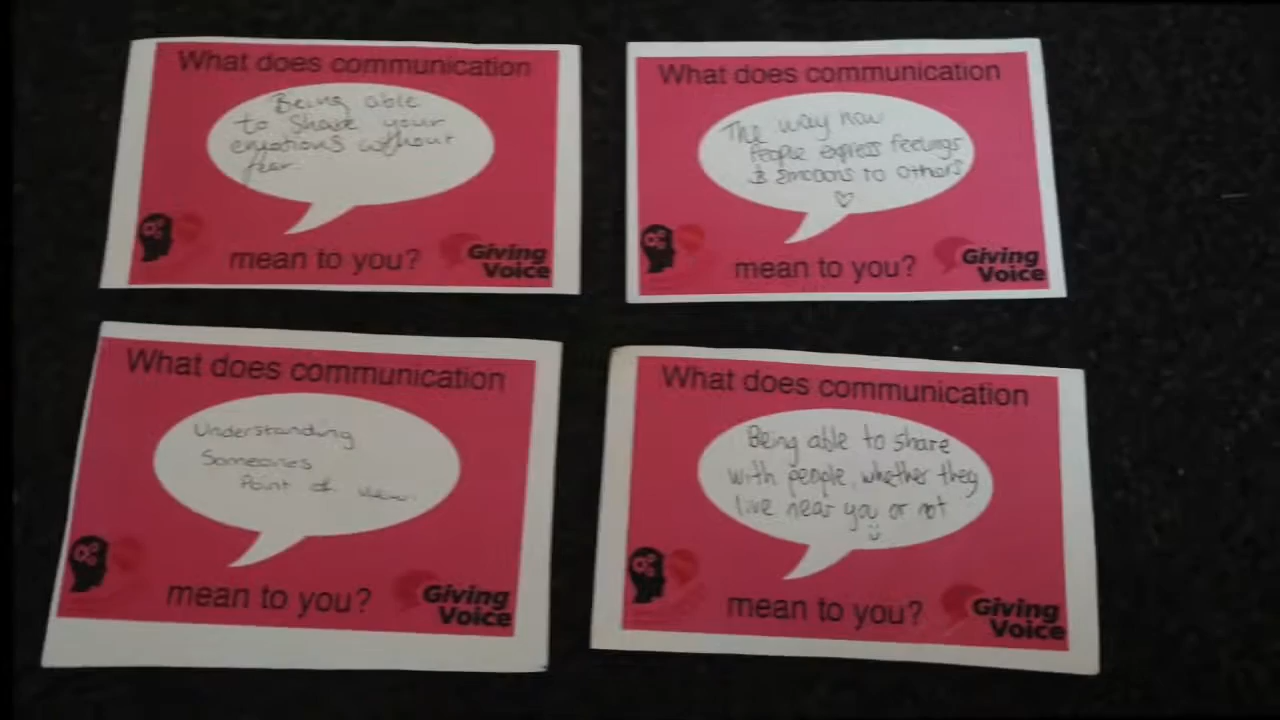 What does communication
Being able
to share your
emotions without
fear
mean to you?
Giving
Voice
What does communication
The way how
People express feelings
& Emotions to others
mean to you?
Giving
Voice
What does communication
Understanding
Someones
Point of view.
mean to you?
Giving
Voice
What does communication
Being able to share
with people, whether they
live near you or not
mean to you?
Giving
Voice